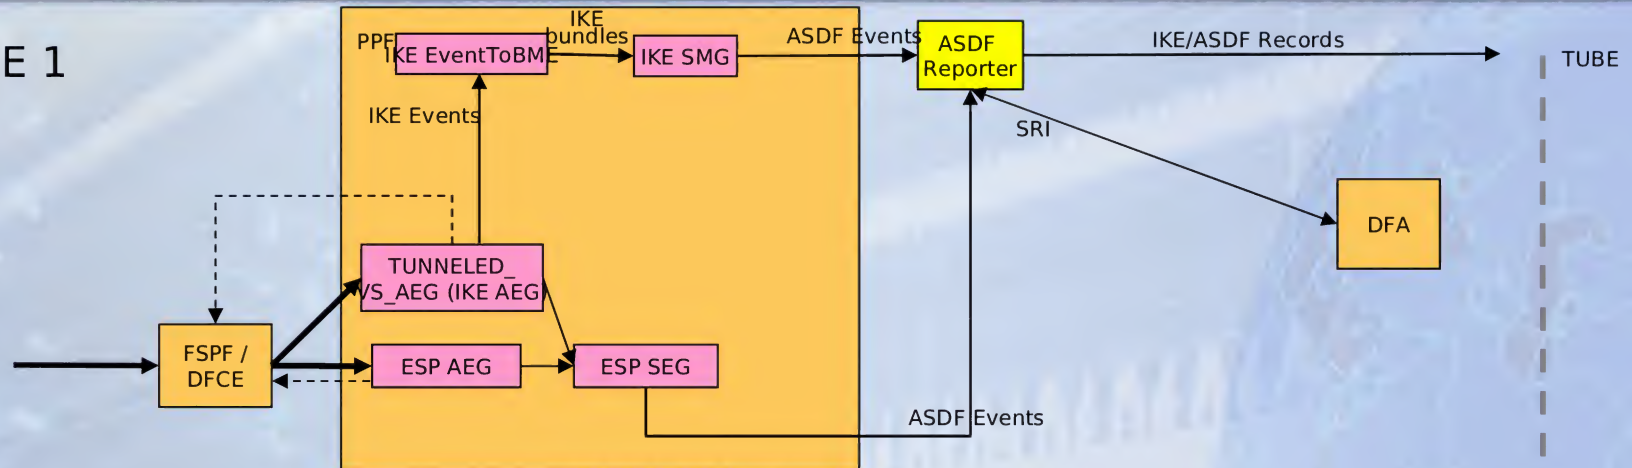 E 1
PPF
IKE
bundles
IKE EventToBME
IKE SMG
ASDF Events
ASDF
Reporter
IKE/ASDF Records
TUBE
IKE Events
SRI
DFA
TUNNELED_
VS_AEG (IKE AEG)
FSPF /
DFCE
ESP AEG
ESP SEG
ASDF Events